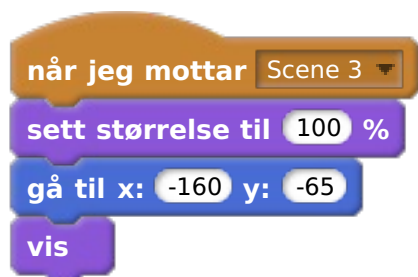 når jeg mottar Scene 3
sett størrelse til 100 %
gå til x: -160 y: -65
vis